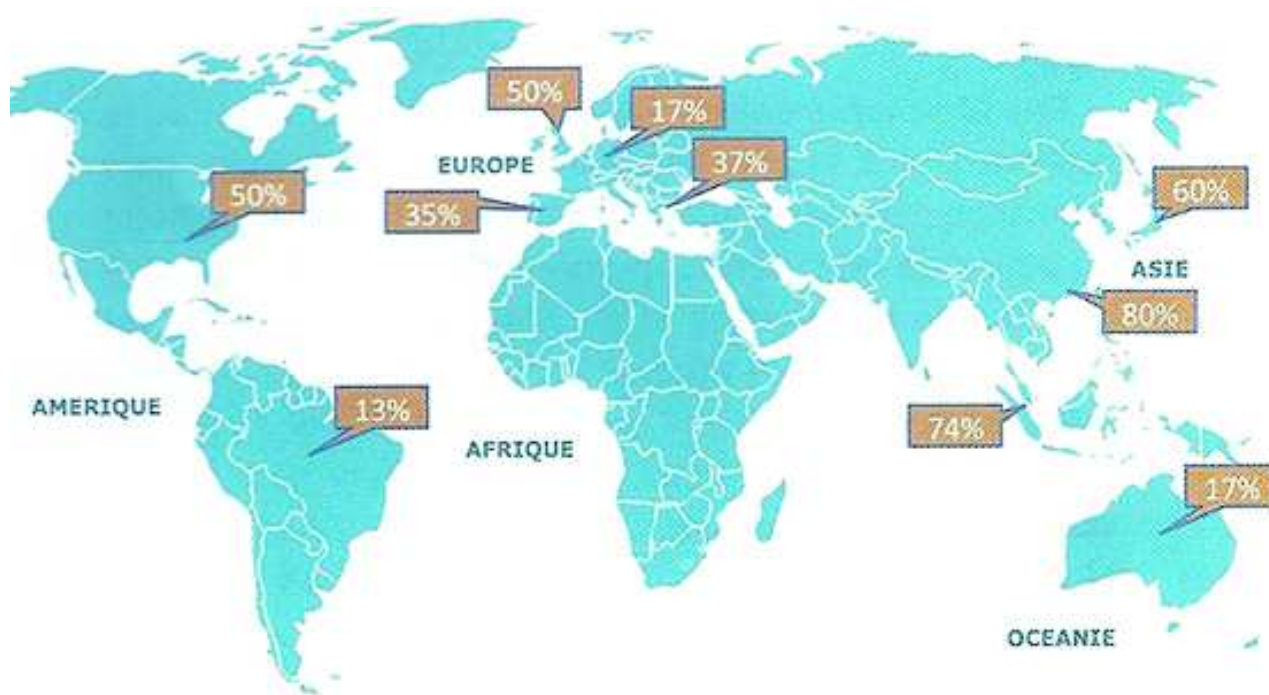 50%
17%
EUROPE
37%
50%
35%
60%
ASIE
80%
AMERIQUE
13%
AFRIQUE
74%
17%
OCEANIE